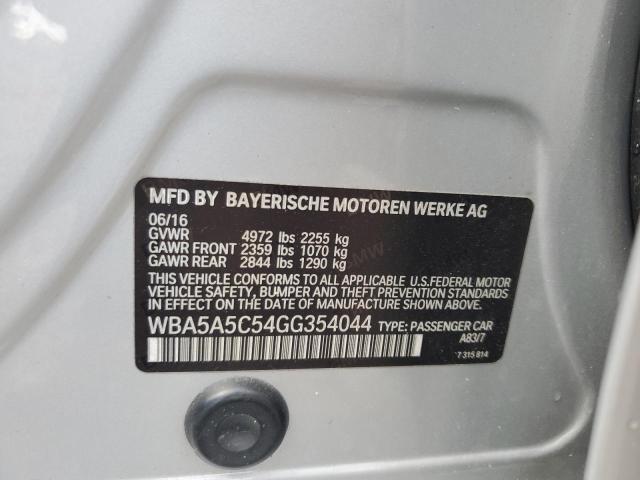 MFD BY BAYERISCHE MOTOREN WERKE AG
06/16
GVWR 4972 lbs 2255 kg
GAWR FRONT 2359 lbs 1070 kg
GAWR REAR 2844 lbs 1290 kg
THIS VEHICLE CONFORMS TO ALL APPLICABLE U.S.FEDERAL MOTOR
VEHICLE SAFETY, BUMPER AND THEFT PREVENTION STANDARDS
IN EFFECT ON THE DATE OF MANUFACTURE SHOWN ABOVE.
WBA5A5C54GG354044 TYPE: PASSENGER CAR
A83/7
7 315 814